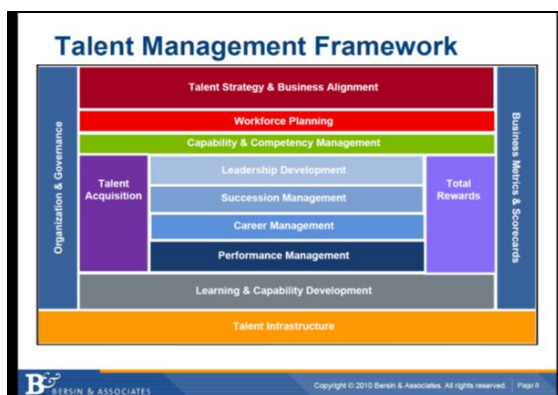 Talent Management Framework
Organization & Governance
Talent Strategy & Business Alignment
Workforce Planning
Capability & Competency Management
Talent
Acquisition
Leadership Development
Succession Management
Career Management
Performance Management
Total
Rewards
Learning & Capability Development
Business Metrics & Scorecards
Talent Infrastructure
B&
BERSIN & ASSOCIATES
Copyright © 2010 Bersin & Associates. All rights reserved. | Page 6